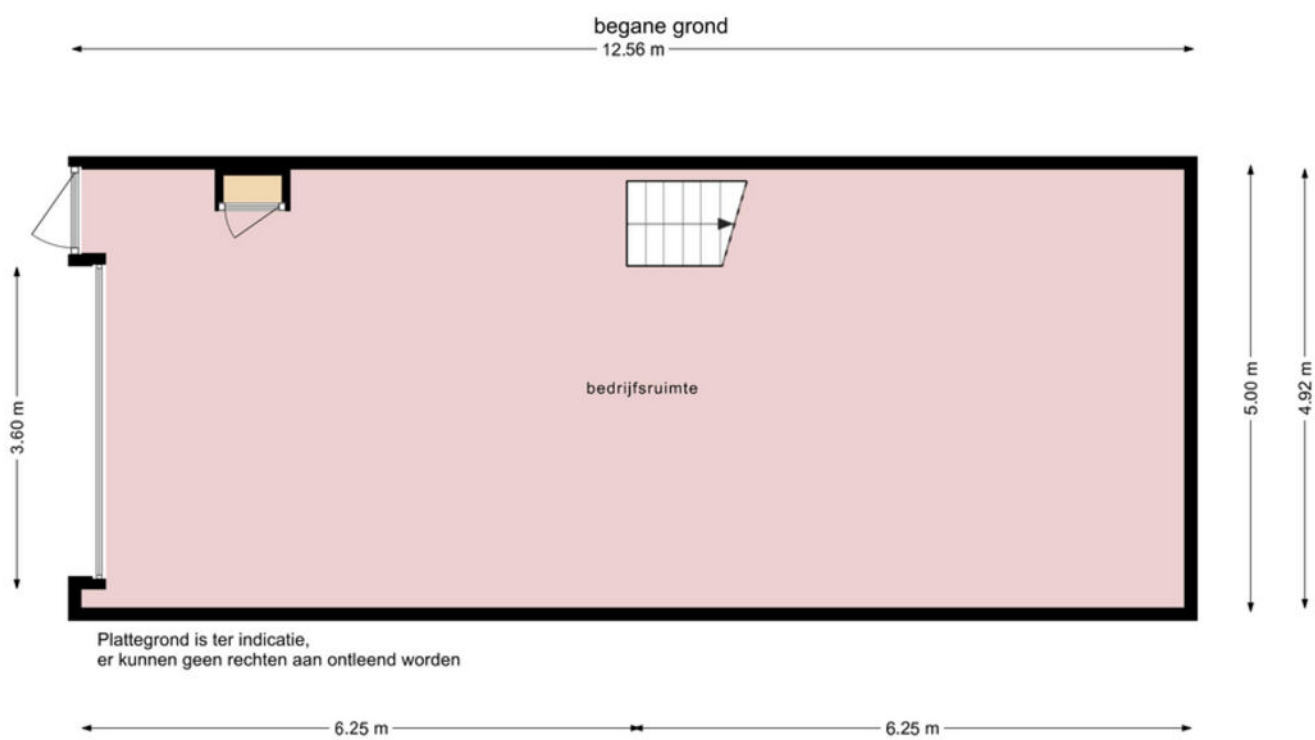 begane grond
12.56 m
bedrijfsruimte
3.60 m
5.00 m
4.92 m
Plattegrond is ter indicatie,
er kunnen geen rechten aan ontleend worden
6.25 m
6.25 m